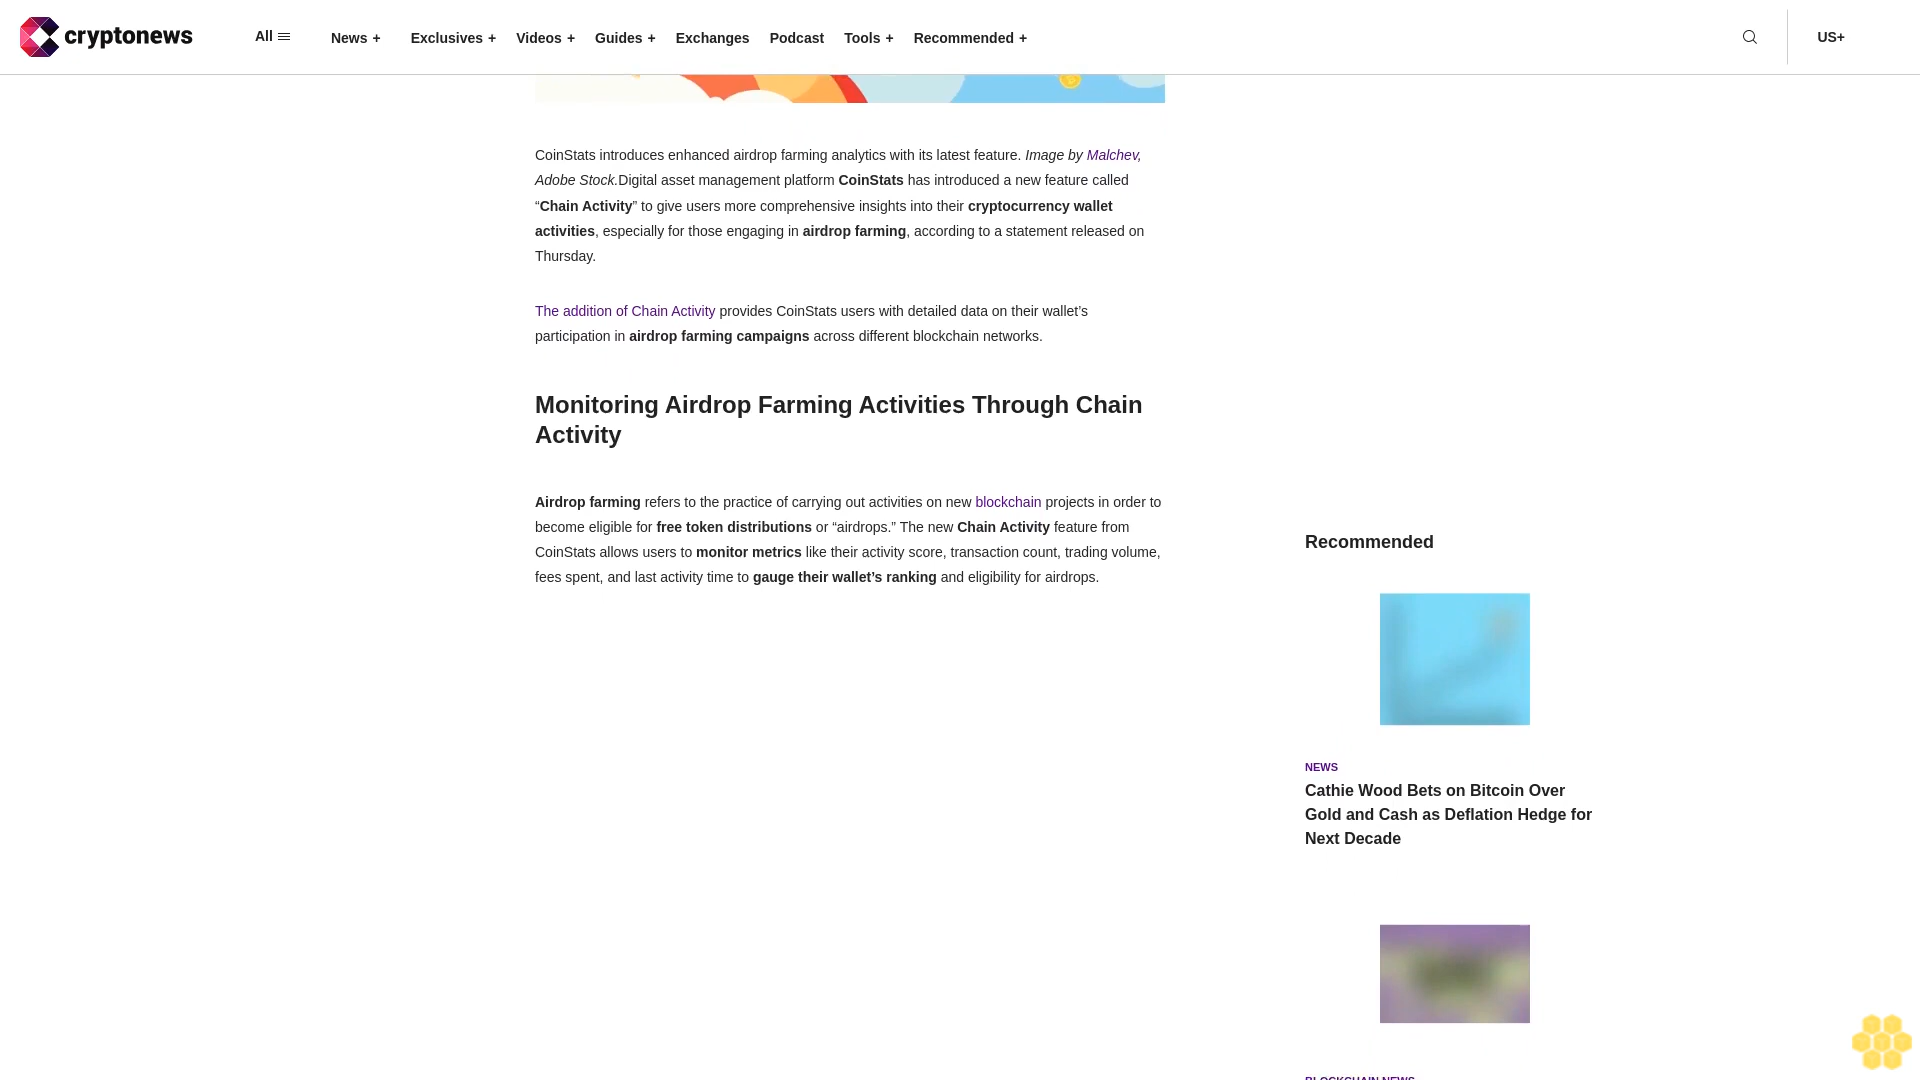 cryptonews
All
News +
Exclusives +
Videos +
Guides +
Exchanges
Podcast
Tools +
Recommended +
US+
CoinStats introduces enhanced airdrop farming analytics with its latest feature. Image by Malchev,
Adobe Stock.Digital asset management platform CoinStats has introduced a new feature called
“Chain Activity” to give users more comprehensive insights into their cryptocurrency wallet
activities, especially for those engaging in airdrop farming, according to a statement released on
Thursday.
The addition of Chain Activity provides CoinStats users with detailed data on their wallet’s
participation in airdrop farming campaigns across different blockchain networks.
Monitoring Airdrop Farming Activities Through Chain
Activity
Airdrop farming refers to the practice of carrying out activities on new blockchain projects in order to
become eligible for free token distributions or “airdrops.” The new Chain Activity feature from
CoinStats allows users to monitor metrics like their activity score, transaction count, trading volume,
fees spent, and last activity time to gauge their wallet’s ranking and eligibility for airdrops.
Recommended
NEWS
Cathie Wood Bets on Bitcoin Over
Gold and Cash as Deflation Hedge for
Next Decade
BLOCKCHAIN NEWS